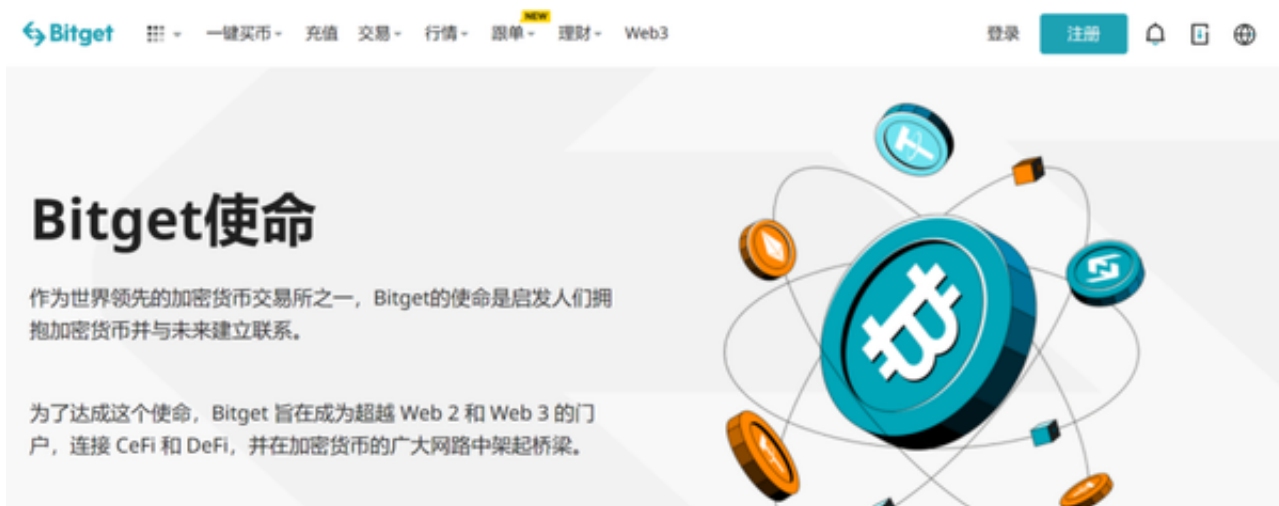 Bitget 一键买币 充值 交易 行情 跟单 NEW 理财 Web3 登录 注册
Bitget使命
作为世界领先的加密货币交易所之一，Bitget的使命是启发人们拥
抱加密货币并与未来建立联系。
为了达成这个使命，Bitget 旨在成为超越 Web 2 和 Web 3 的门
户，连接 CeFi 和 DeFi，并在加密货币的广大网路中架起桥梁。